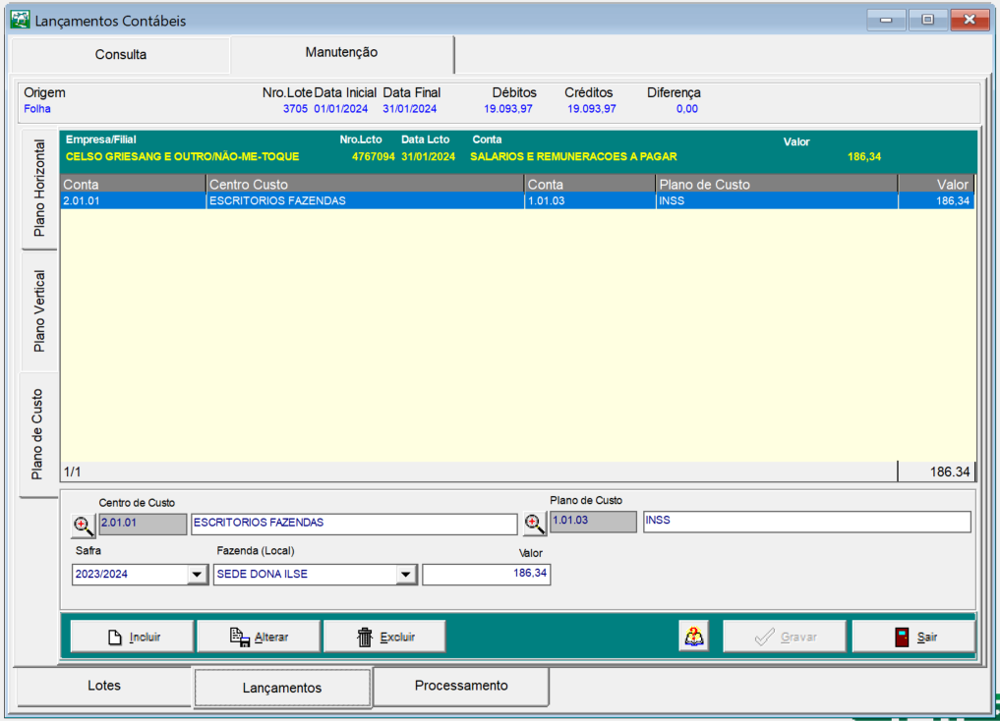 Lançamentos Contábeis
Consulta Manutenção
Origem Nro.Lote Data Inicial Data Final Débitos Créditos Diferença
Folha 3705 01/01/2024 31/01/2024 19.093,97 19.093,97 0,00
Plano Horizontal
Plano Vertical
Plano de Custo
Empresa/Filial Nro.Lcto Data Lcto Conta Valor
CELSO GRIESANG E OUTRO/NÃO-ME-TOQUE 4767094 31/01/2024 SALARIOS E REMUNERACOES A PAGAR 186,34
Conta Centro Custo Conta Plano de Custo Valor
2.01.01 ESCRITORIOS FAZENDAS 1.01.03 INSS 186,34
1/1 186.34
Centro de Custo Plano de Custo
2.01.01 ESCRITORIOS FAZENDAS 1.01.03 INSS
Safra Fazenda (Local) Valor
2023/2024 SEDE DONA ILSE 186,34
Incluir Alterar Excluir Gravar Sair
Lotes Lançamentos Processamento